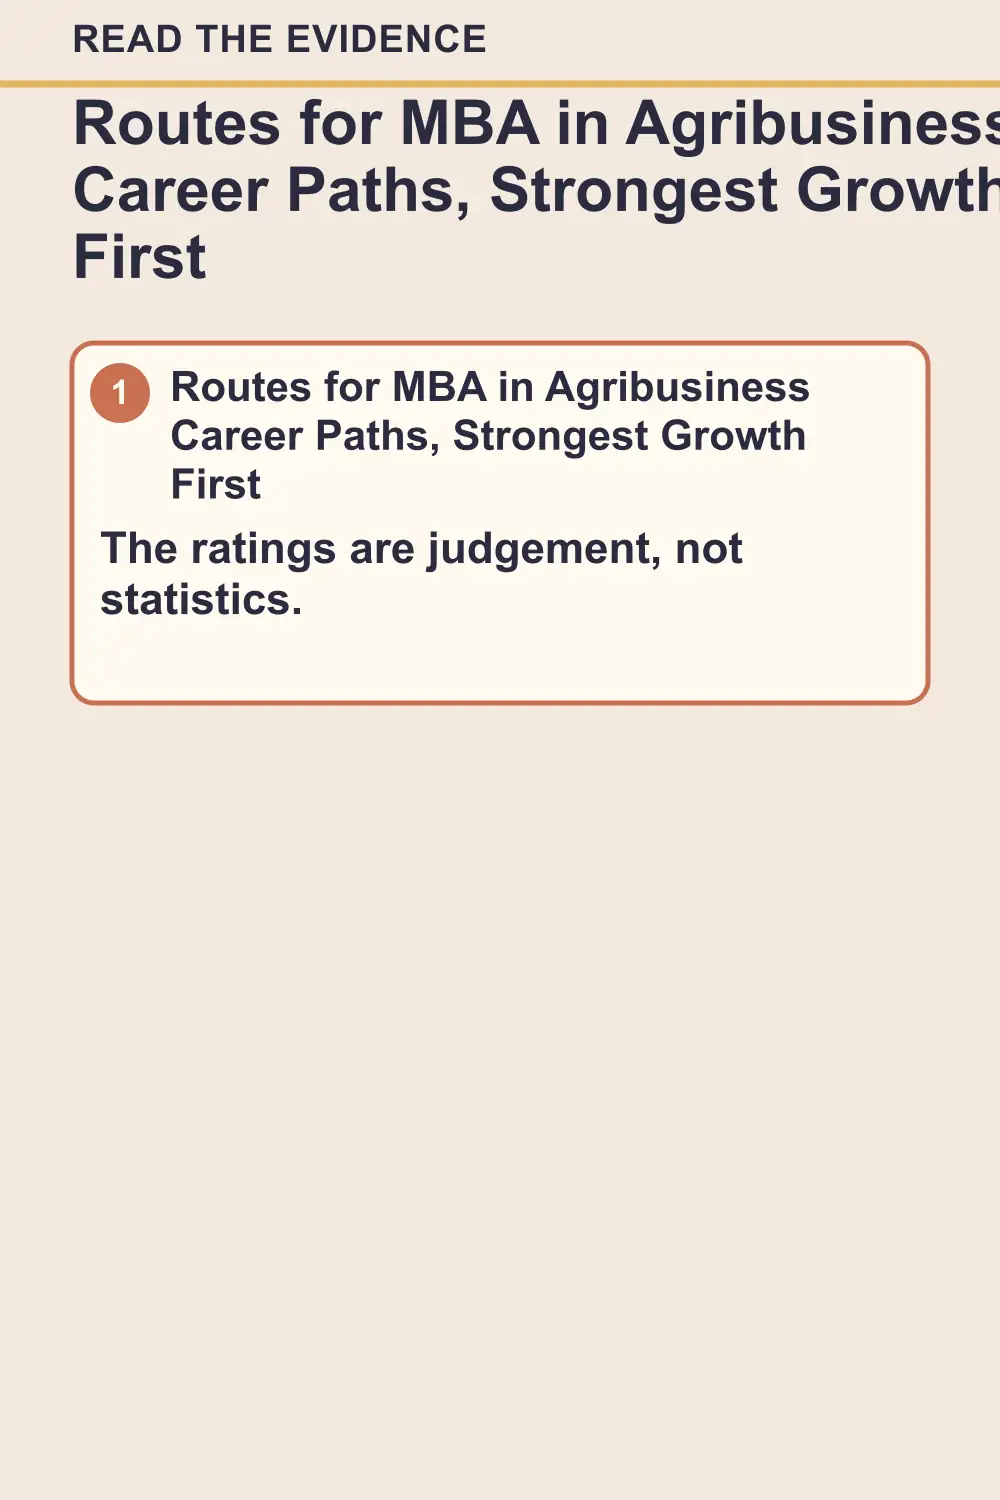 READ THE EVIDENCE
Routes for MBA in Agribusiness
Career Paths, Strongest Growth
First
1
Routes for MBA in Agribusiness
Career Paths, Strongest Growth
First
The ratings are judgement, not
statistics.